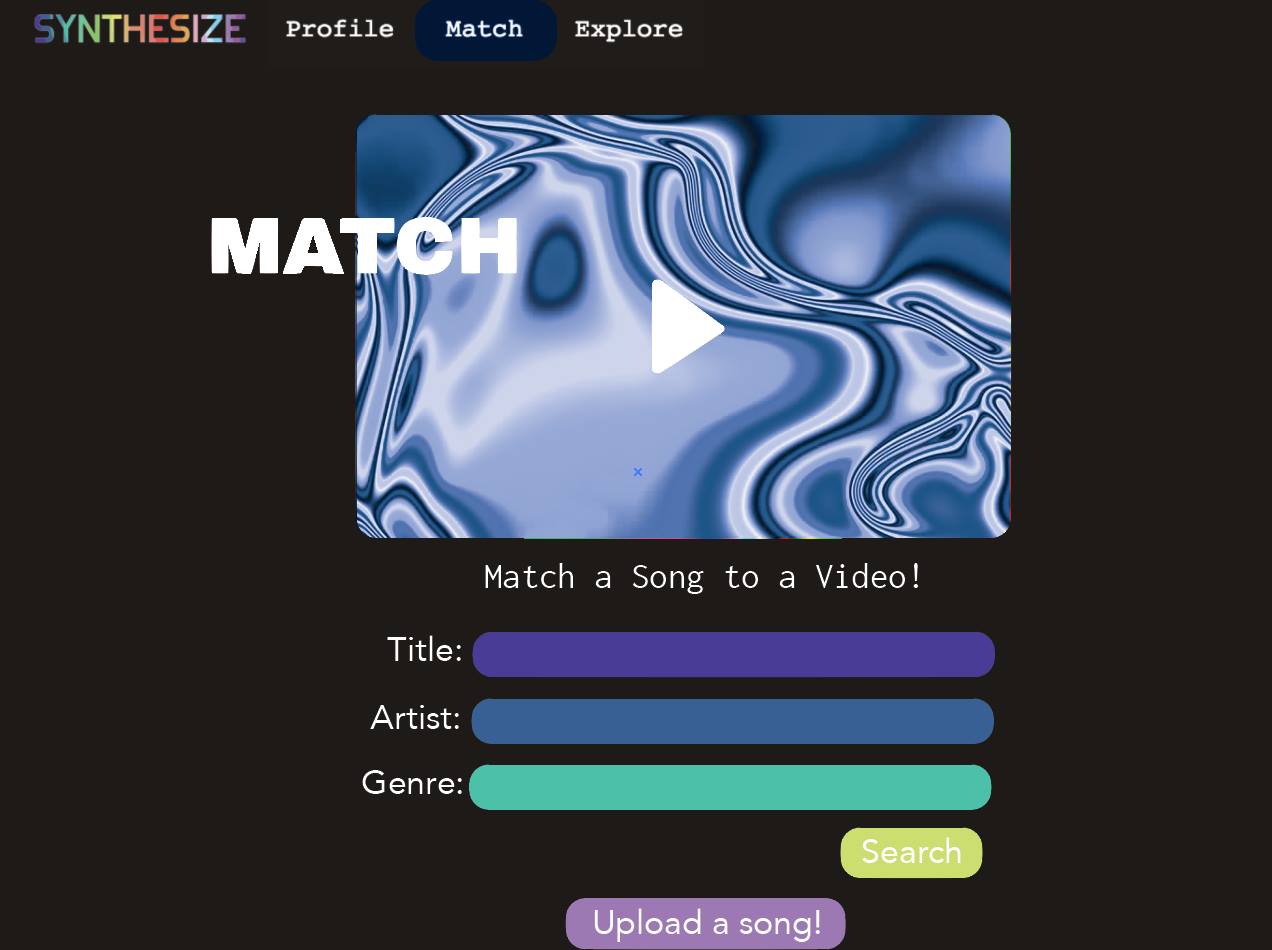 SYNTHESIZE Profile Match Explore
MATCH
Match a Song to a Video!
Title:
Artist:
Genre:
Search
Upload a song!